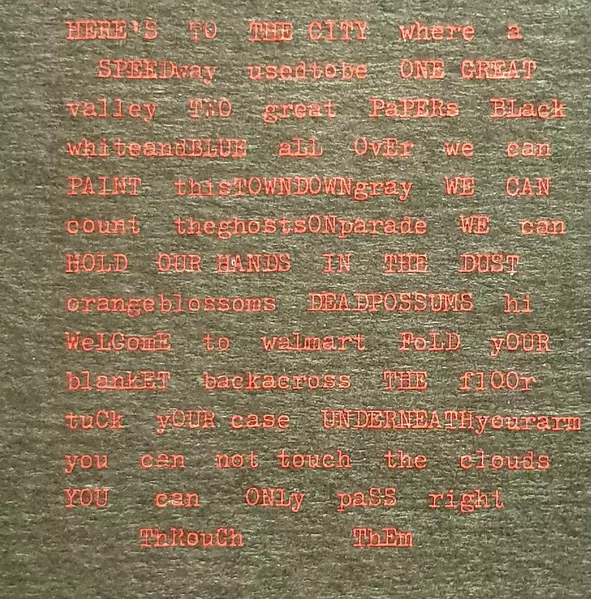 HERE'S TO THE CITY where a
SPEEDway usedtobe ONE GREAT
valley TWO great PaPERs BLack
whiteandBLUE aLL OvEr we can
PAINT thisTOWNDOWNgray WE CAN
count theghostsONparade WE can
HOLD OUR HANDS IN THE DUST
orangeblossoms DEADPOSSUMS hi
WeLComE to walmart FoLD yOUR
blankET backacross THE flOOr
tuCk yOUR case UNDERNEATHyourarm
you can not touch the clouds
YOU can ONLy paSS right
ThRouGh ThEm